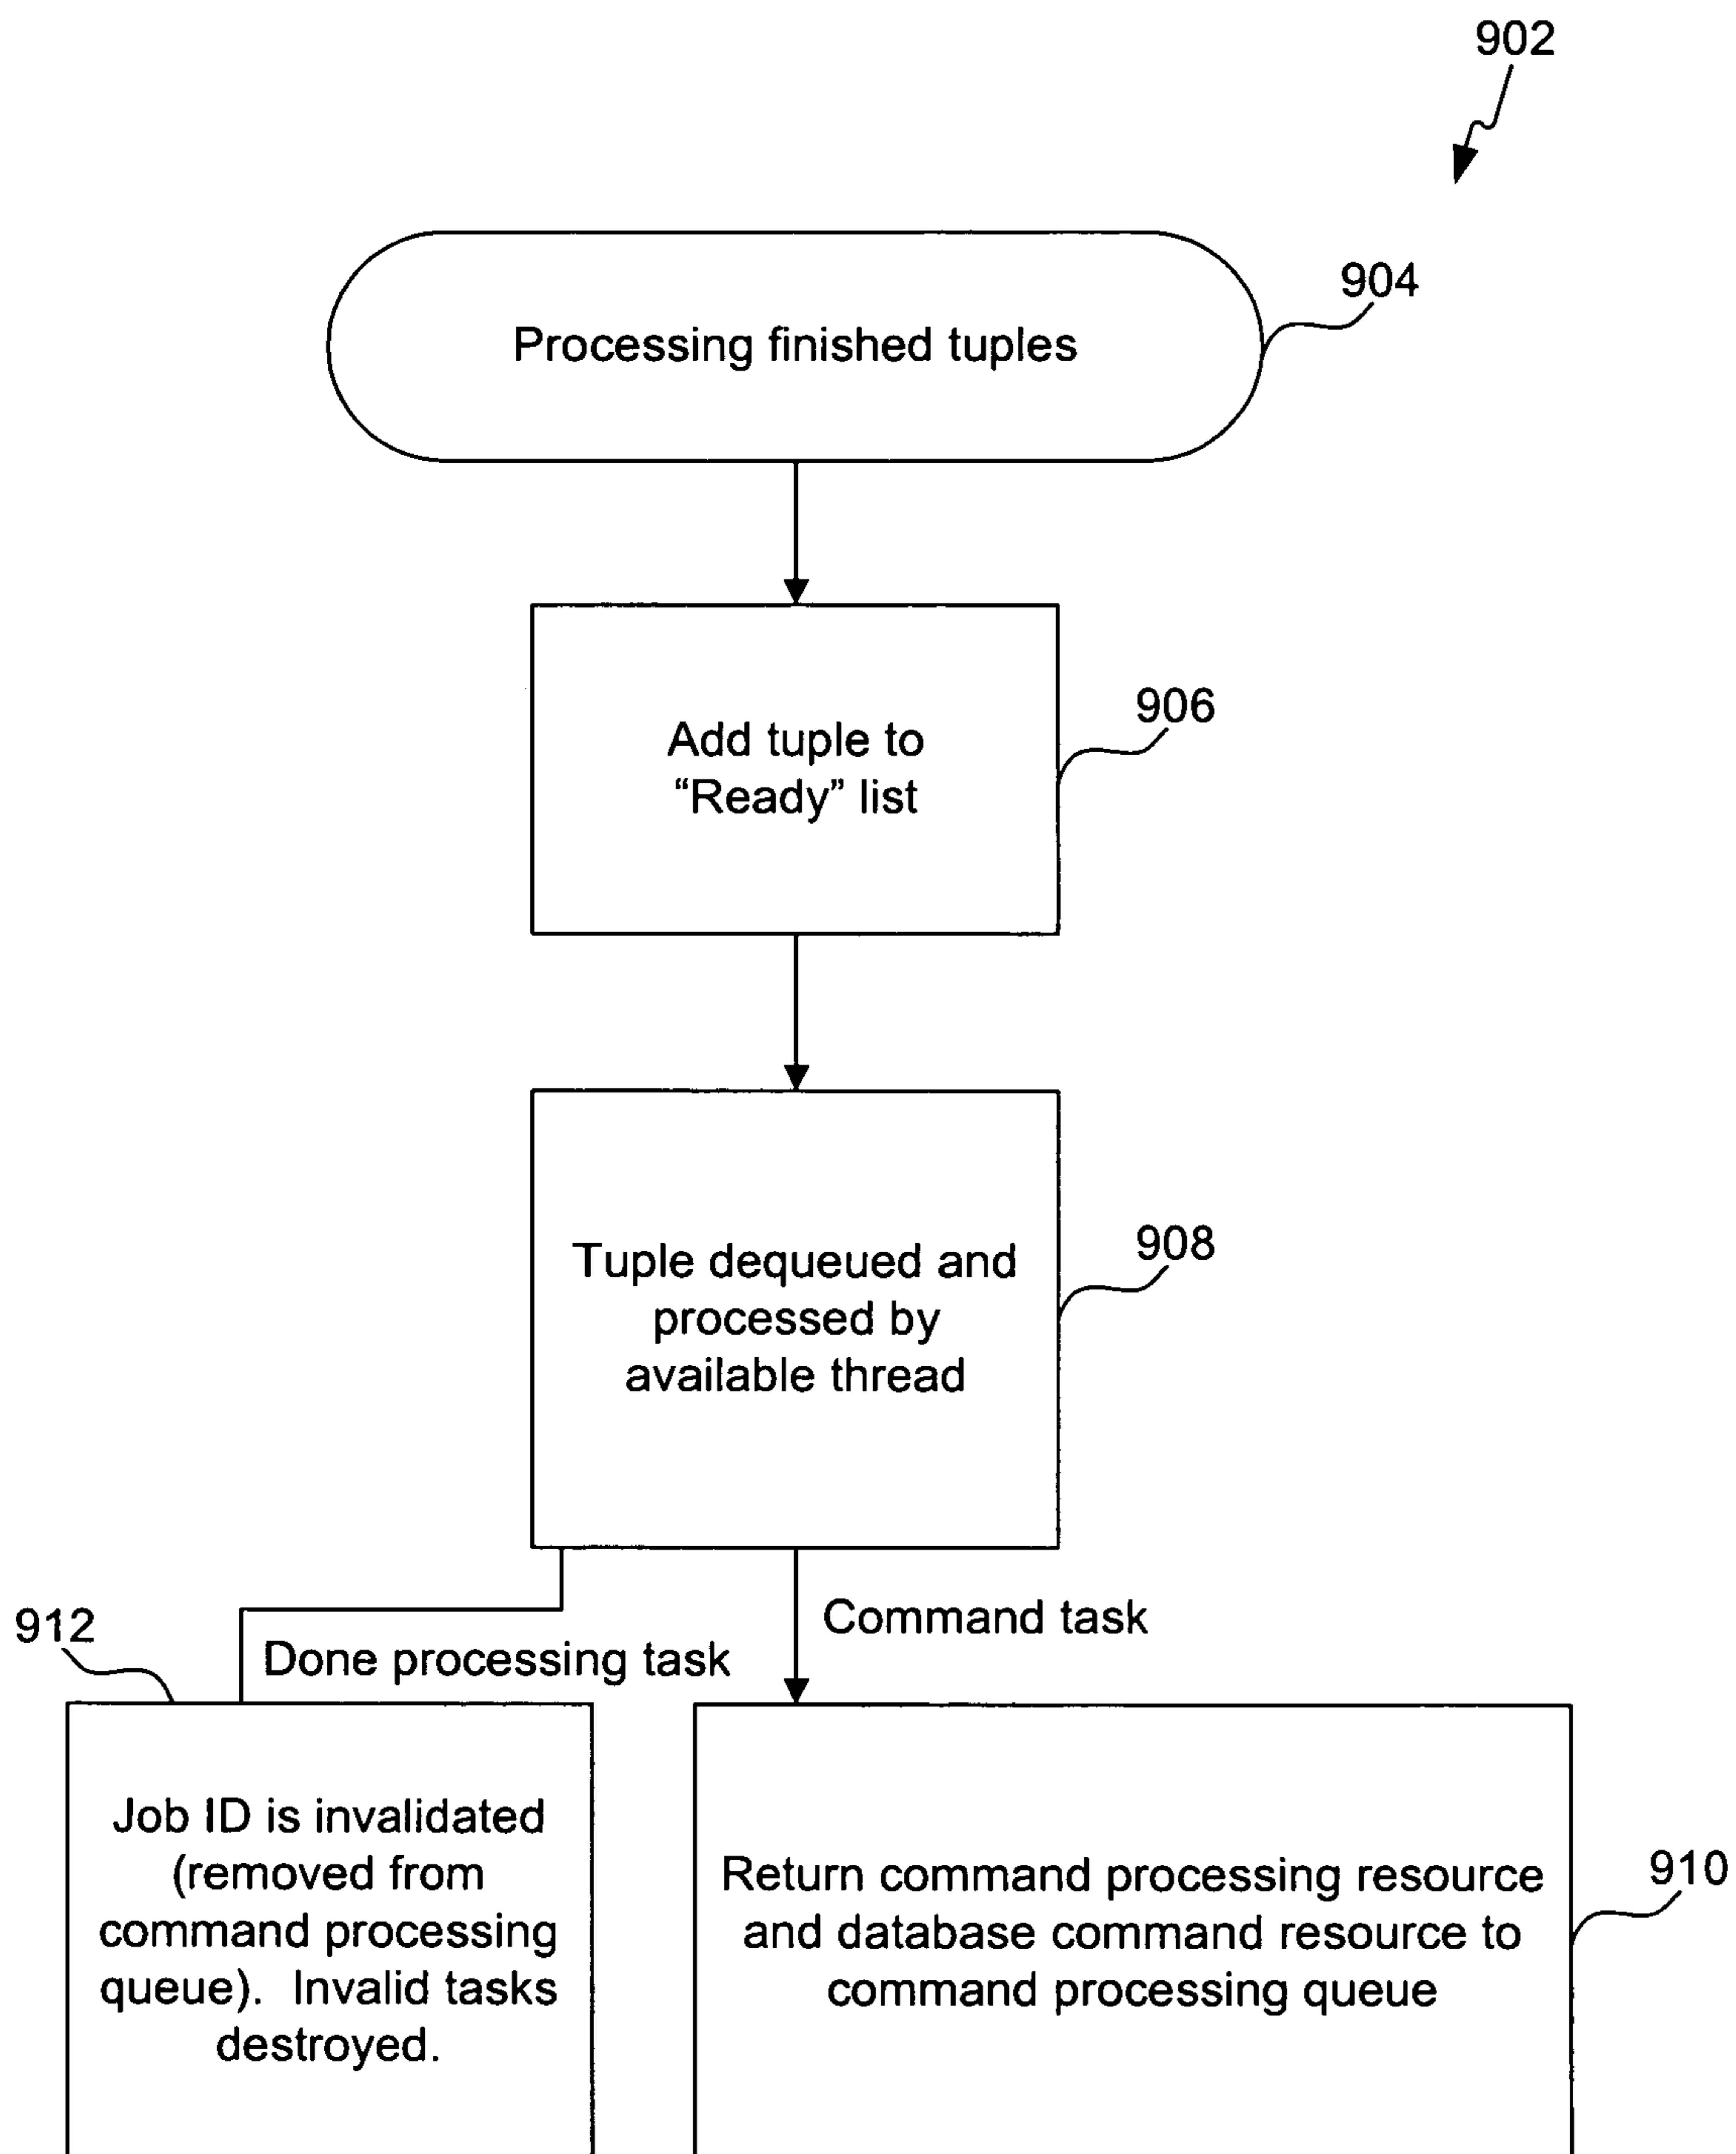 902
904
Processing finished tuples
906
Add tuple to
“Ready” list
908
Tuple dequeued and
processed by
available thread
Command task
912
Done processing task
Job ID is invalidated
(removed from
command processing
queue).  Invalid tasks
destroyed.
910
Return command processing resource
and database command resource to
command processing queue